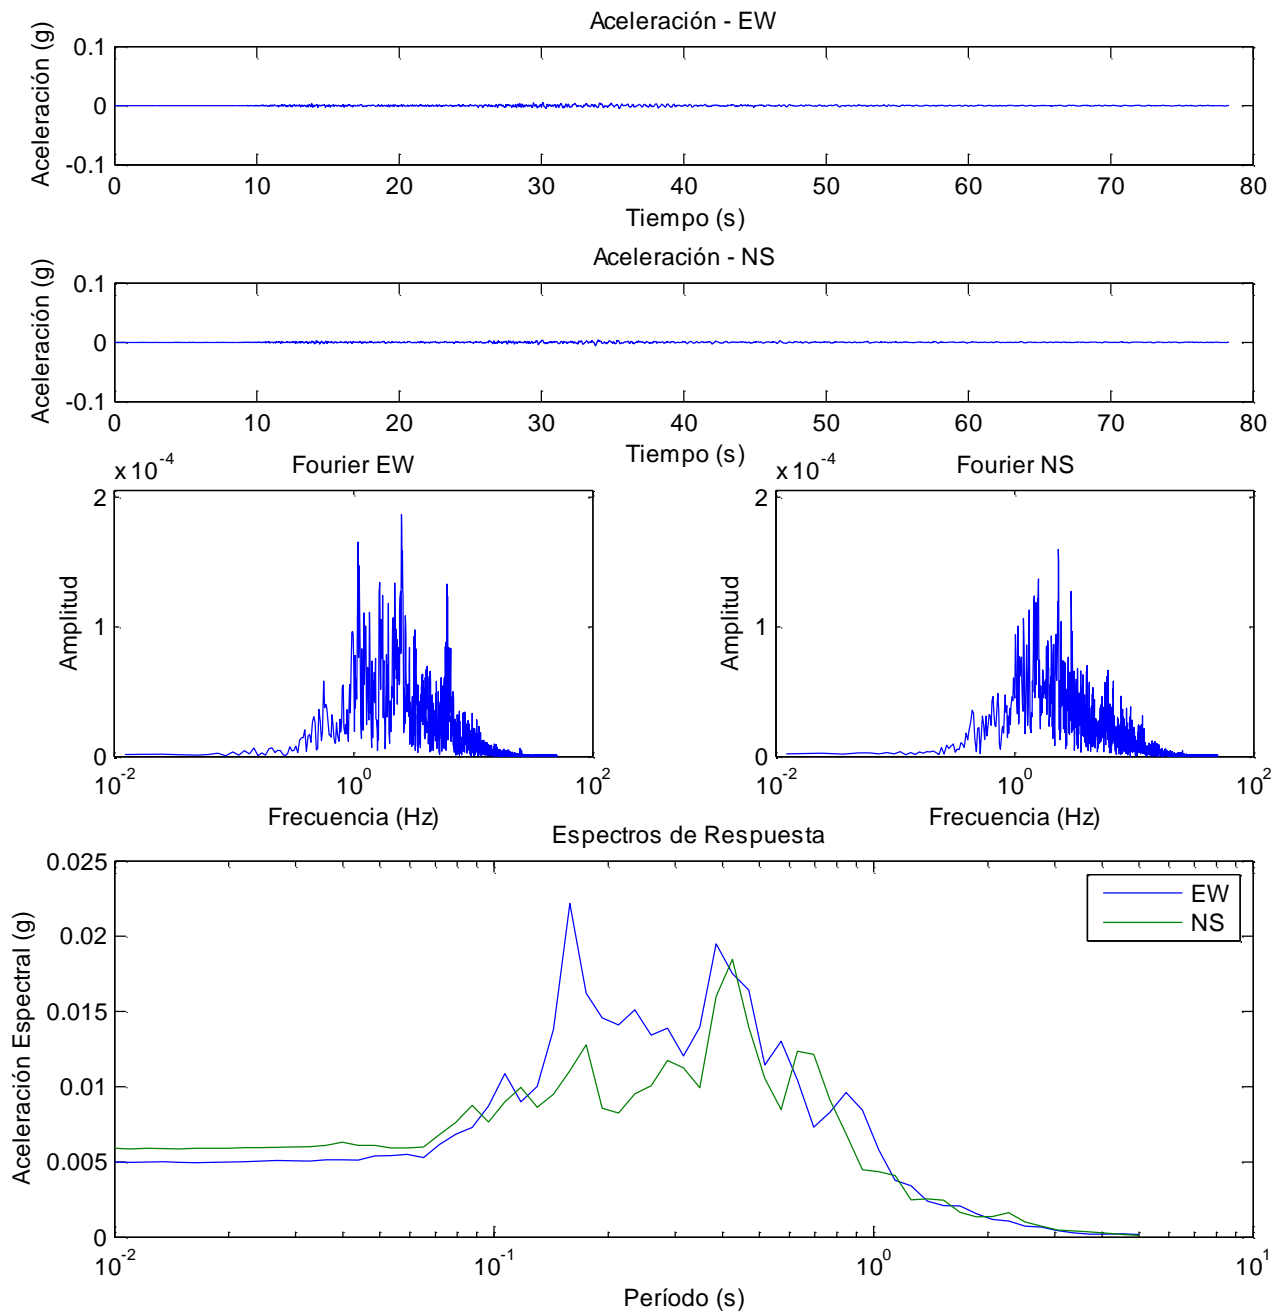 Aceleración - EW
Aceleración (g)
0.1
0
-0.1
0 10 20 30 40 50 60 70 80
Tiempo (s)
Aceleración - NS
Aceleración (g)
0.1
0
-0.1
0 10 20 30 40 50 60 70 80
Tiempo (s)
x 10^-4
Fourier EW
Amplitud
2
1
0
10^-2 10^0 10^2
Frecuencia (Hz)
x 10^-4
Fourier NS
Amplitud
2
1
0
10^-2 10^0 10^2
Frecuencia (Hz)
Espectros de Respuesta
Aceleración Espectral (g)
0.025
0.02
0.015
0.01
0.005
0
10^-2 10^-1 10^0 10^1
Período (s)
EW
NS